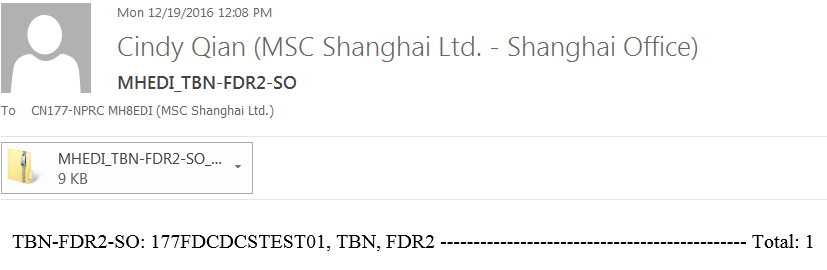 Mon 12/19/2016 12:08 PM
Cindy Qian (MSC Shanghai Ltd. - Shanghai Office)
MHEDI_TBN-FDR2-SO
To CN177-NPRC MH8EDI (MSC Shanghai Ltd.)
MHEDI_TBN-FDR2-SO_...
9 KB
TBN-FDR2-SO: 177FDCDCSTEST01, TBN, FDR2 ---------------------------------------------- Total: 1